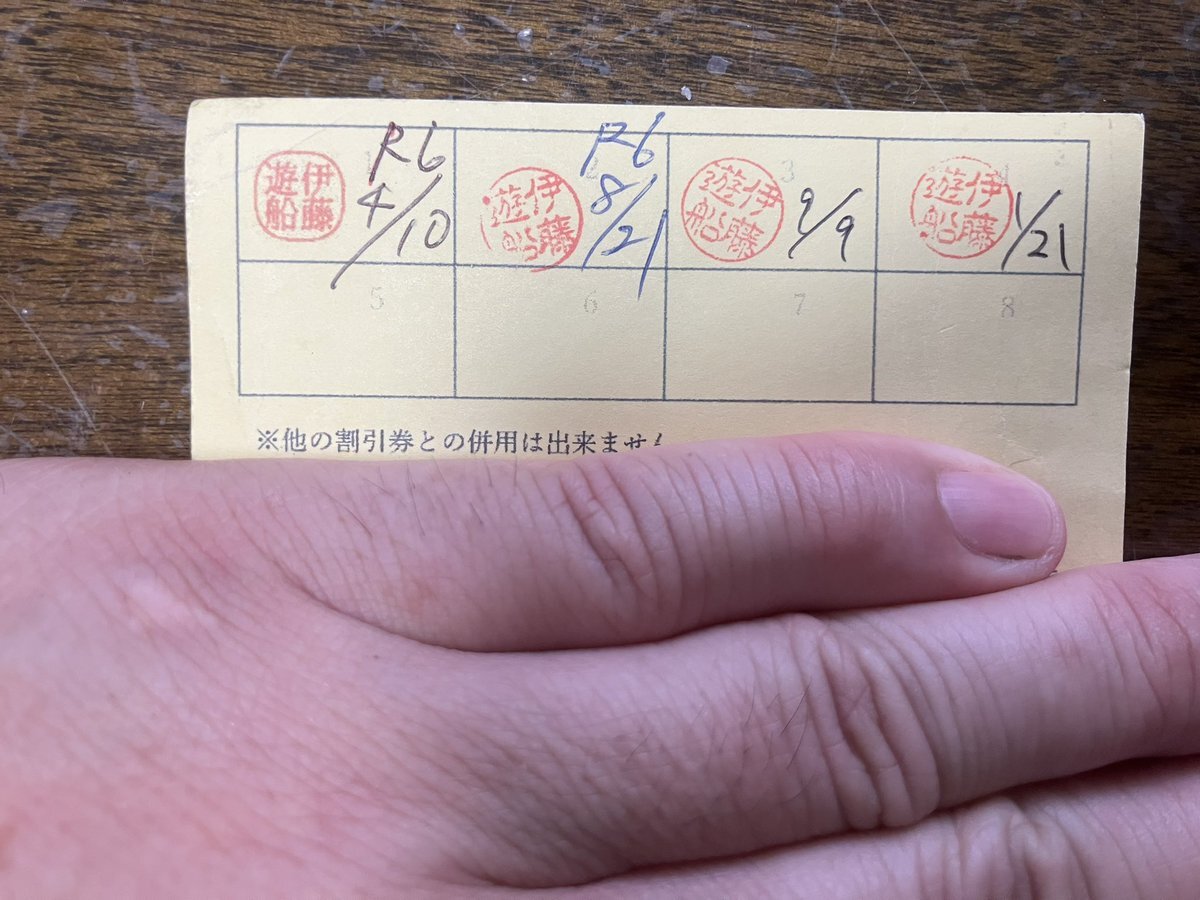 伊藤遊船 R6 4/10
伊藤遊船 R6 8/21
3 伊藤遊船 9/9
伊藤遊船 1/21
5 6 7 8
※他の割引券との併用は出来ません